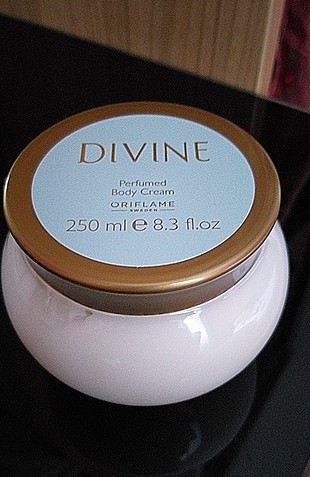 DIVINE
Perfumed
Body Cream
ORIFLAME
SWEDEN
250 ml ℮ 8.3 fl.oz